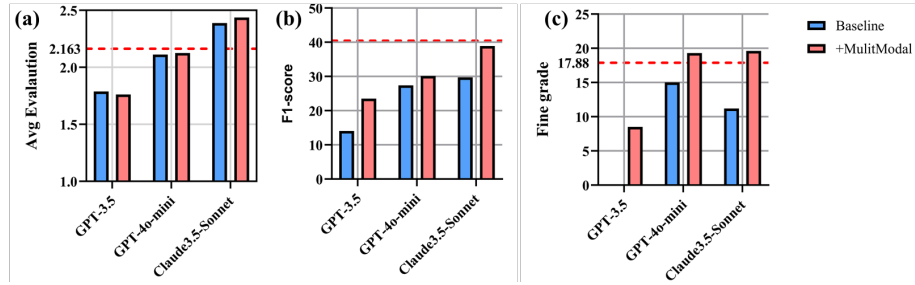 (a)
Avg Evalaution
2.5
2.163
2.0
1.5
1.0
GPT-3.5
GPT-4o-mini
Claude3.5-Sonnet
(b)
F1-score
50
40
30
20
10
0
GPT-3.5
GPT-4o-mini
Claude3.5-Sonnet
(c)
Fine grade
25
20
17.88
15
10
5
0
GPT-3.5
GPT-4o-mini
Claude3.5-Sonnet
Baseline
+MulitModal